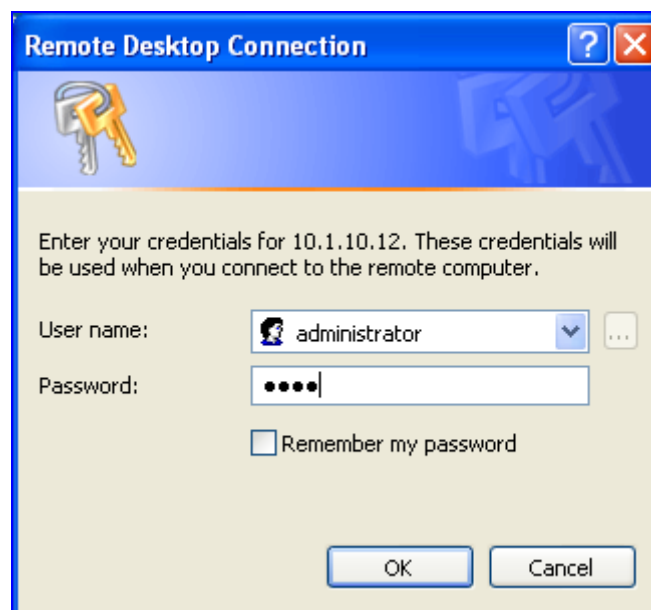 Remote Desktop Connection
Enter your credentials for 10.1.10.12. These credentials will
be used when you connect to the remote computer.
User name:
administrator
...
Password:
••••
Remember my password
OK
Cancel